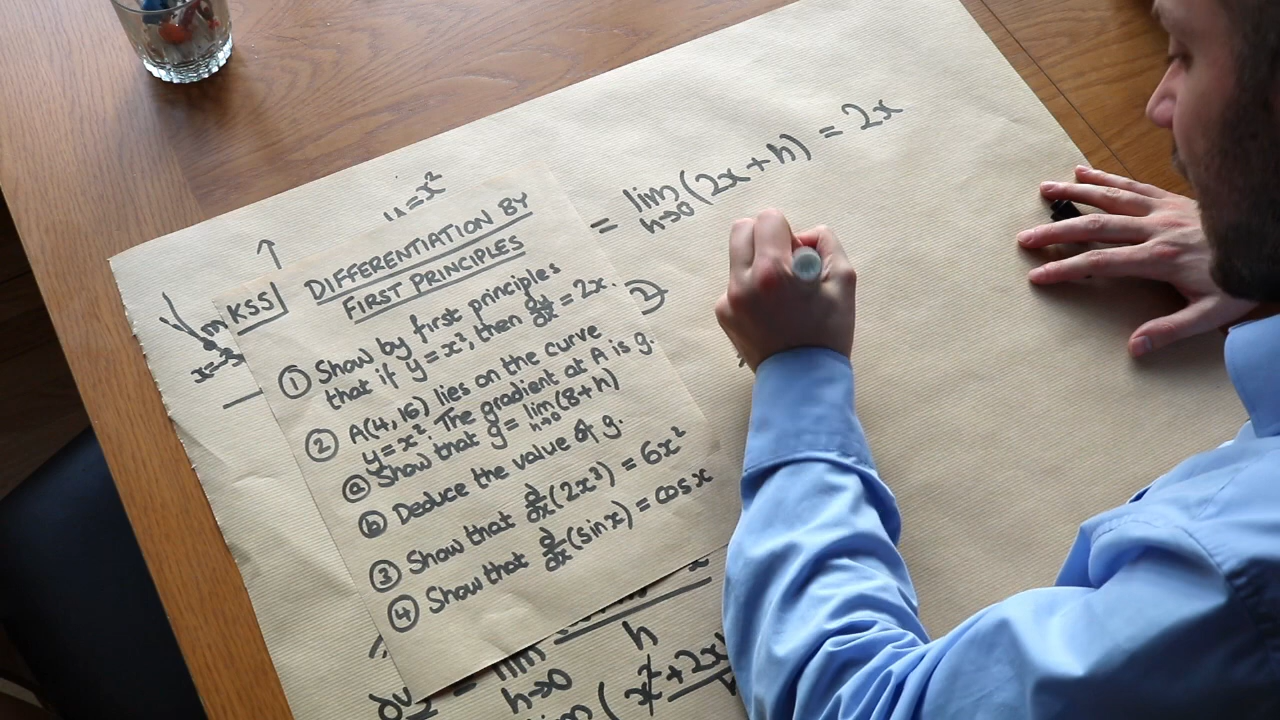 = lim (2x + h) = 2x
h→0
y = x²
KSS
DIFFERENTIATION BY
FIRST PRINCIPLES
① Show by first principles
that if y = x², then dy/dx = 2x.
② A(4, 16) lies on the curve
y = x². The gradient at A is g.
ⓐ Show that g = lim (8 + h)
h→0
ⓑ Deduce the value of g.
③ Show that d/dx (2x³) = 6x²
④ Show that d/dx (sin x) = cos x
②
= lim
h→0
h